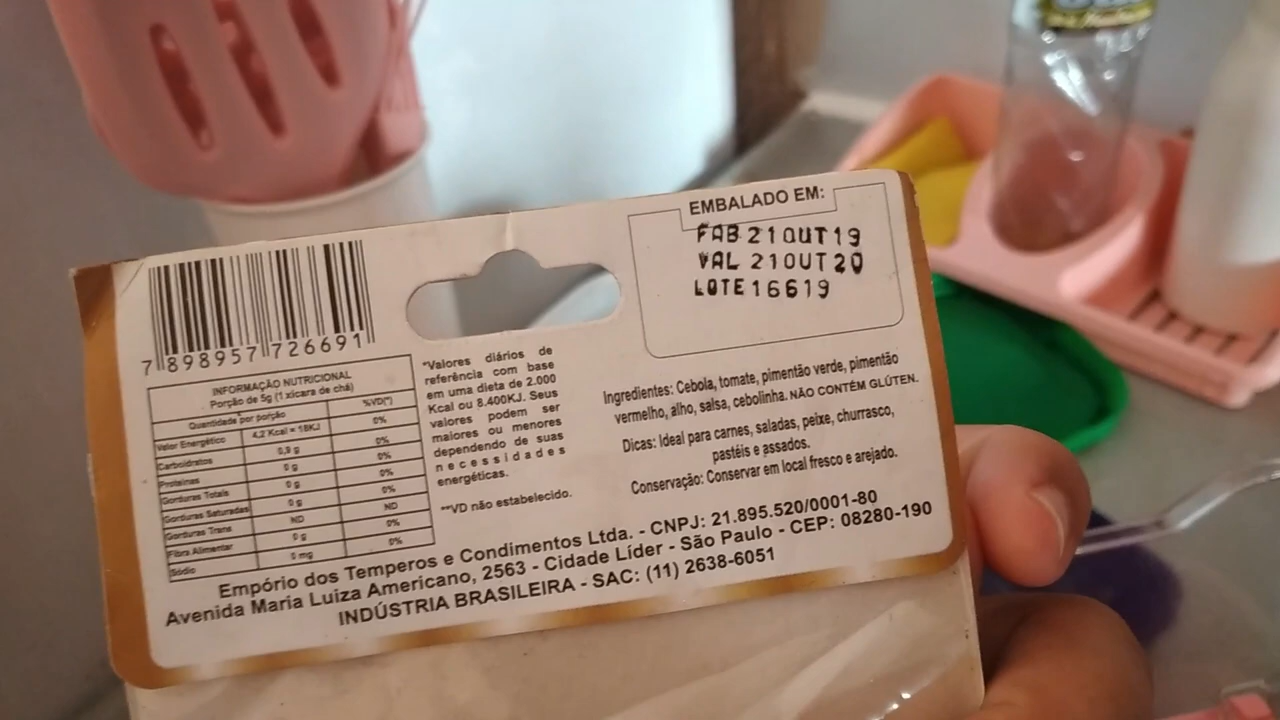 EMBALADO EM:
FAB 21OUT19
VAL 21OUT20
LOTE 16619
7 898957 726691
INFORMAÇÃO NUTRICIONAL
Porção de 5g (1 xícara de chá)
Quantidade por porção %VD(*)
Valor Energético 4,2 Kcal = 18KJ 0%
Carboidratos 0,9 g 0%
Proteínas 0 g 0%
Gorduras Totais 0 g 0%
Gorduras Saturadas 0 g 0%
Gorduras Trans ND ND
Fibra Alimentar 0 g 0%
Sódio 0 mg 0%
*Valores diários de
referência com base
em uma dieta de 2.000
Kcal ou 8.400KJ. Seus
valores podem ser
maiores ou menores
dependendo de suas
necessidades
energéticas.
**VD não estabelecido.
Ingredientes: Cebola, tomate, pimentão verde, pimentão
vermelho, alho, salsa, cebolinha. NÃO CONTÉM GLÚTEN.
Dicas: Ideal para carnes, saladas, peixe, churrasco,
pastéis e assados.
Conservação: Conservar em local fresco e arejado.
Empório dos Temperos e Condimentos Ltda. - CNPJ: 21.895.520/0001-80
Avenida Maria Luiza Americano, 2563 - Cidade Líder - São Paulo - CEP: 08280-190
INDÚSTRIA BRASILEIRA - SAC: (11) 2638-6051